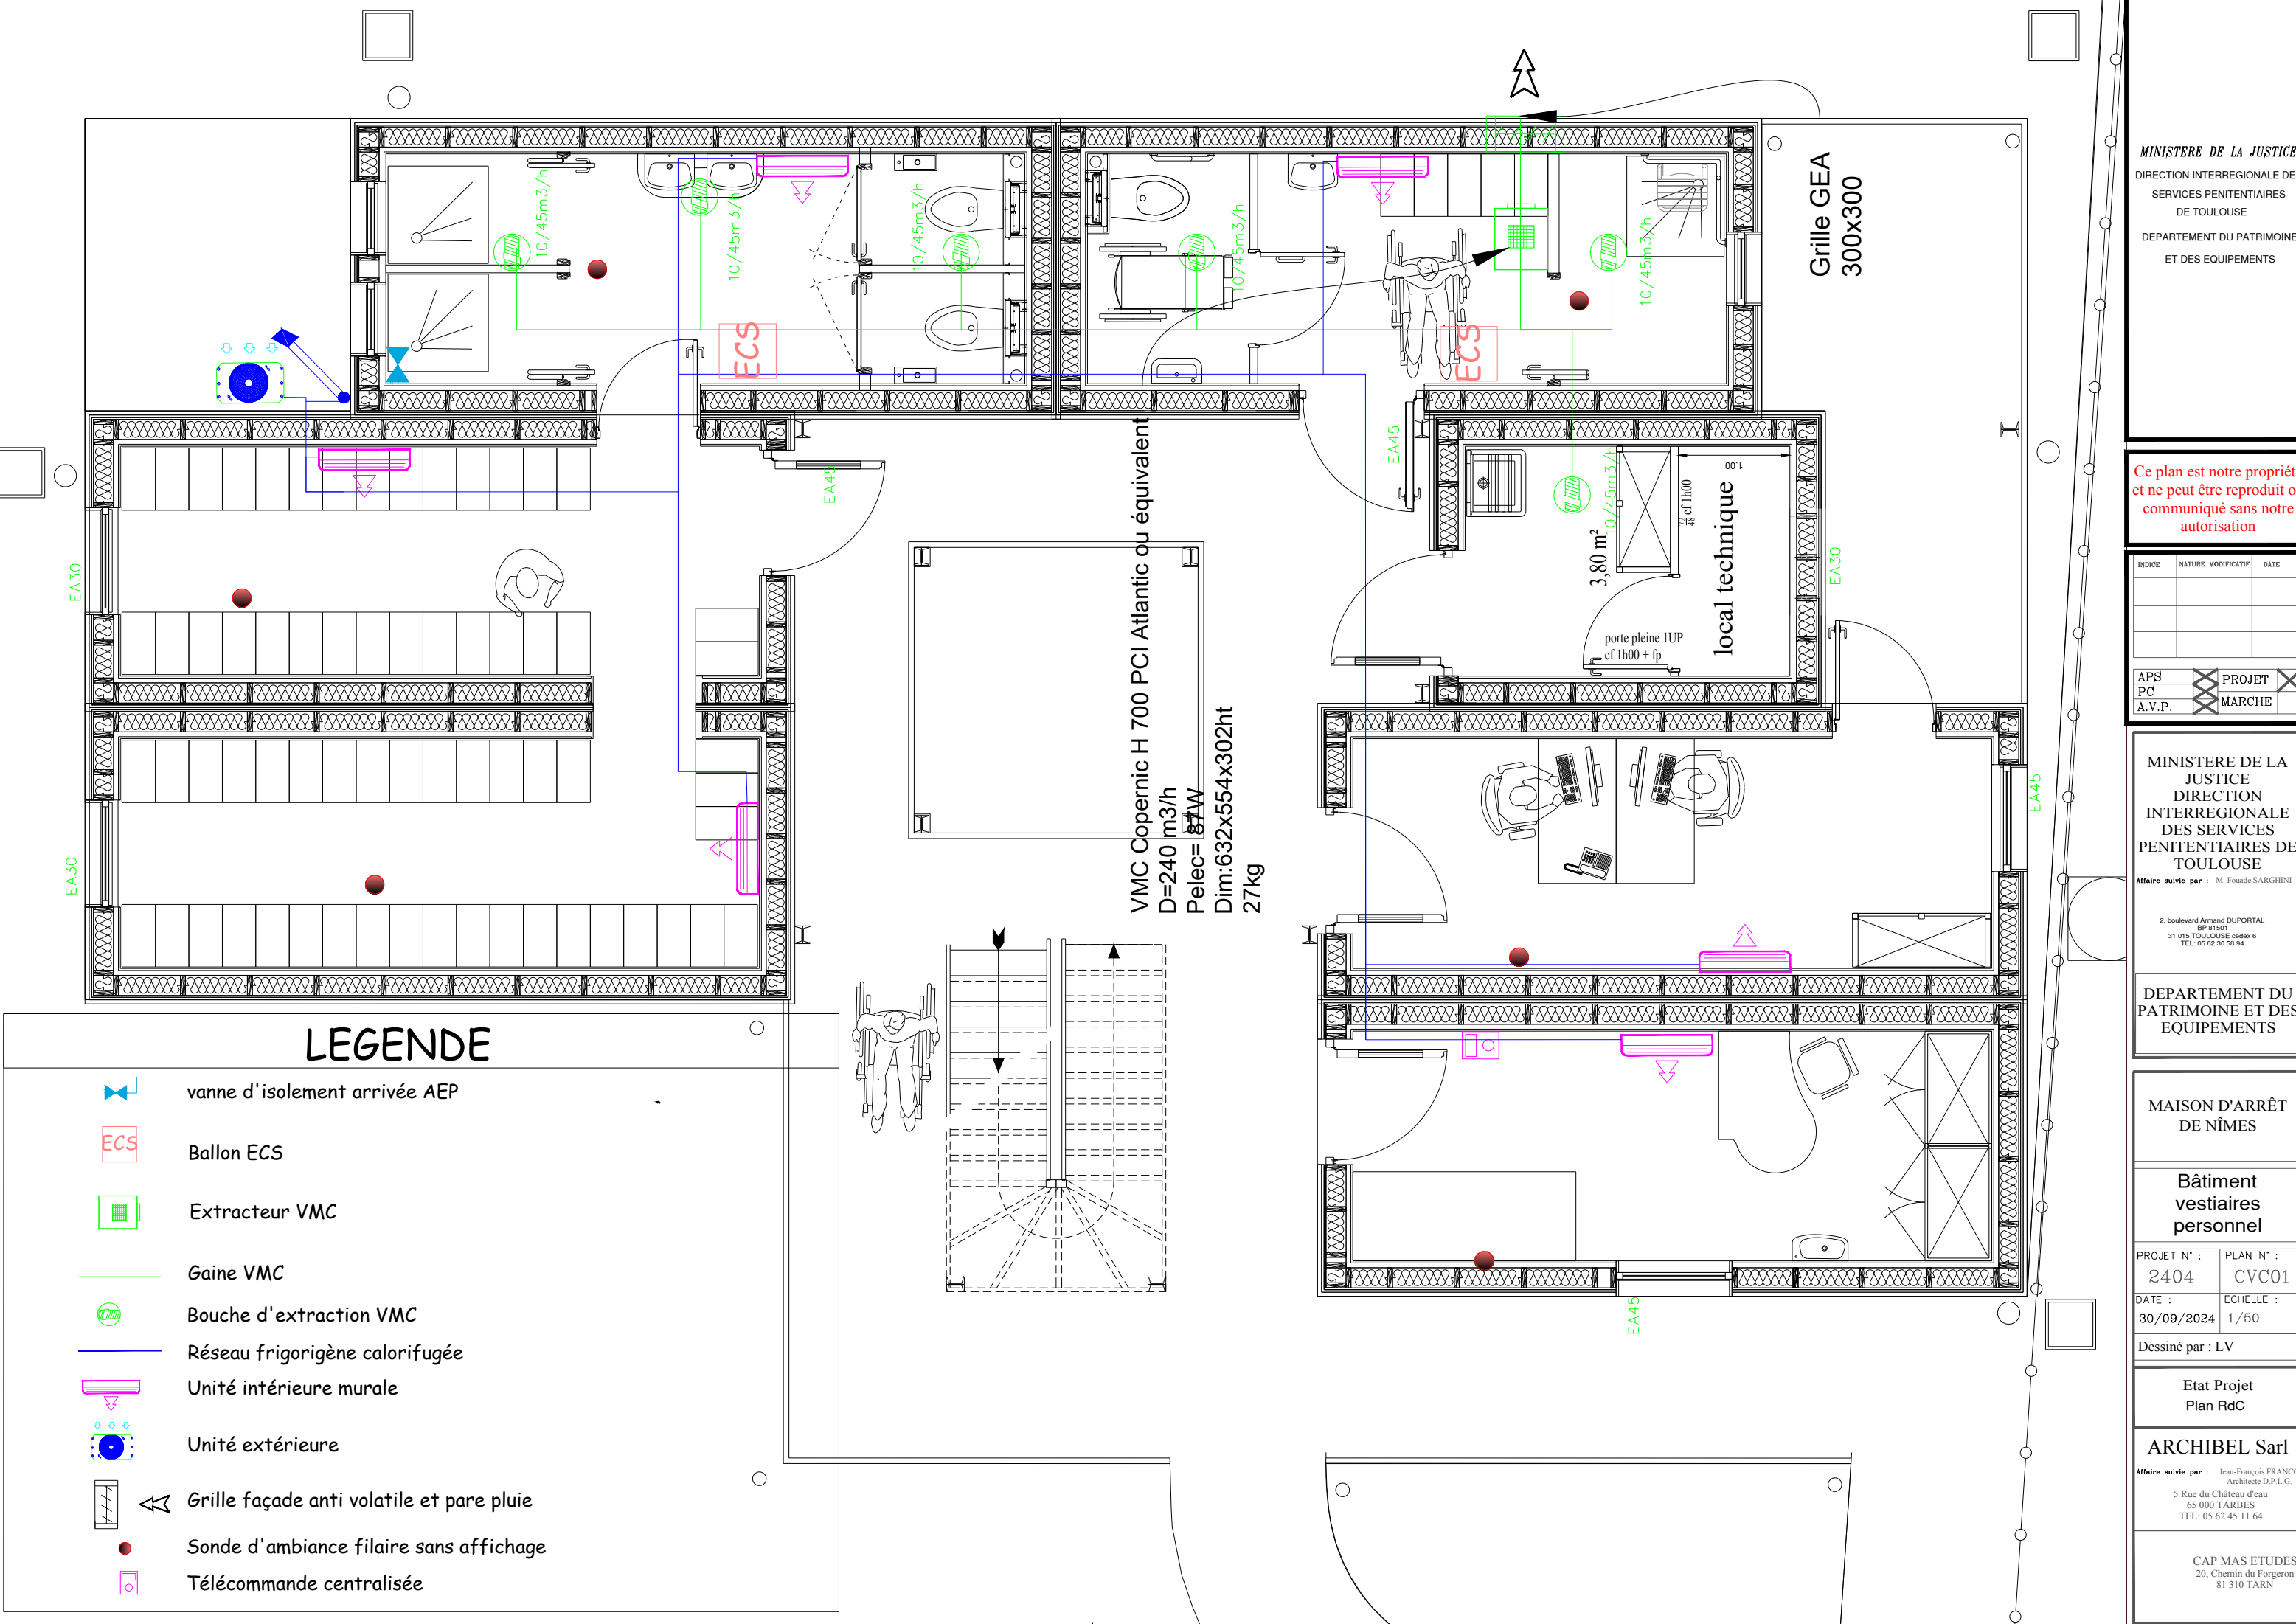 10/45m3/h
10/45m3/h
10/45m3/h
10/45m3/h
10/45m3/h
Grille GEA
300x300
ECS
ECS
EA45
EA45
10/45m3/h
1.00
cf 1h00
3,80 m²
local technique
porte pleine 1UP
cf 1h00 + fp
EA30
EA30
EA30
EA45
EA45
VMC Copernic H 700 PCI Atlantic ou équivalent
D=240 m3/h
Pelec= 87W
Dim:632x554x302ht
27kg
LEGENDE
vanne d'isolement arrivée AEP
ECS
Ballon ECS
Extracteur VMC
Gaine VMC
Bouche d'extraction VMC
Réseau frigorigène calorifugée
Unité intérieure murale
Unité extérieure
Grille façade anti volatile et pare pluie
Sonde d'ambiance filaire sans affichage
Télécommande centralisée
MINISTERE DE LA JUSTICE
DIRECTION INTERREGIONALE DE
SERVICES PENITENTIAIRES
DE TOULOUSE
DEPARTEMENT DU PATRIMOINE
ET DES EQUIPEMENTS
Ce plan est notre propriét
et ne peut être reproduit o
communiqué sans notre
autorisation
INDICE NATURE MODIFICATIF DATE
APS PROJET
PC MARCHE
A.V.P.
MINISTERE DE LA
JUSTICE
DIRECTION
INTERREGIONALE
DES SERVICES
PENITENTIAIRES DE
TOULOUSE
Affaire suivie par : M. Fouade SARGHINI
2, boulevard Armand DUPORTAL
BP 81501
31 015 TOULOUSE cedex 6
TEL: 05 62 30 58 94
DEPARTEMENT DU
PATRIMOINE ET DES
EQUIPEMENTS
MAISON D'ARRÊT
DE NÎMES
Bâtiment
vestiaires
personnel
PROJET N° : PLAN N° :
2404 CVC01
DATE : ECHELLE :
30/09/2024 1/50
Dessiné par : LV
Etat Projet
Plan RdC
ARCHIBEL Sarl
Affaire suivie par : Jean-François FRANCO
Architecte D.P.L.G.
5 Rue du Château d'eau
65 000 TARBES
TEL: 05 62 45 11 64
CAP MAS ETUDES
20, Chemin du Forgeron
81 310 TARN